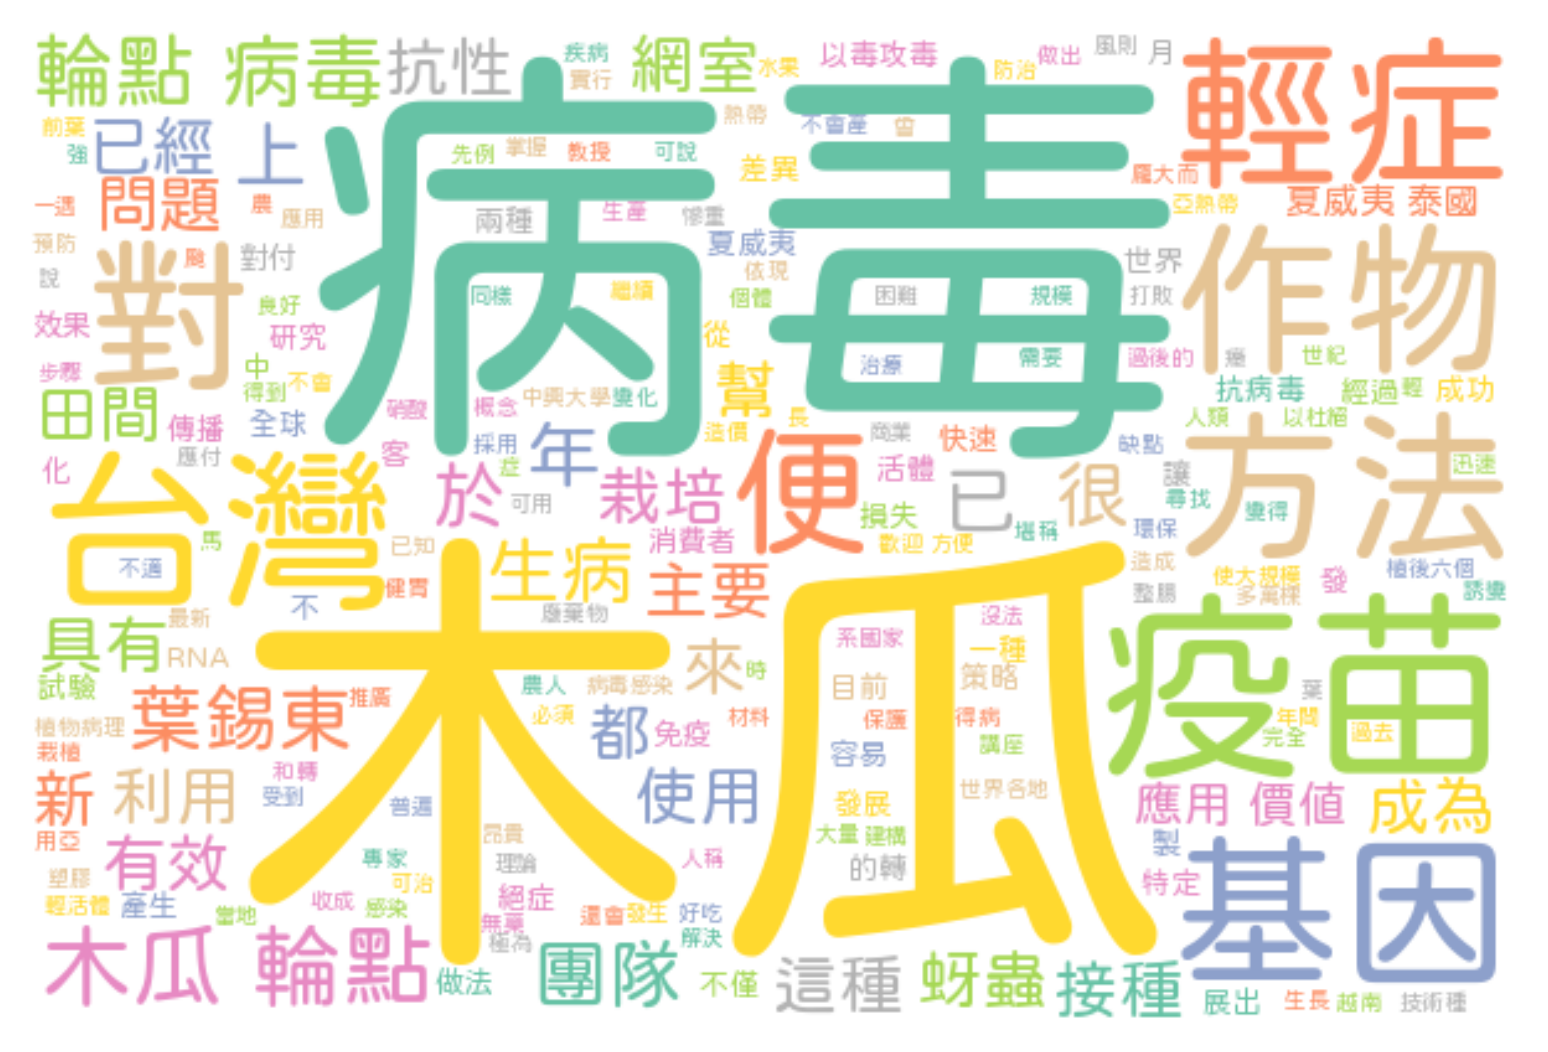 輪點 病毒 抗性 疾病 實行 網室 水果 以毒攻毒 防治 做出 風則 月 輕症
前葉 強 已經 上 先例 掌握 教授 可說 熱帶 不會產 會 差異 龐大而
一遇 問題 農 應用 兩種 生產 慘重 夏威夷 亞熱帶 夏威夷 泰國
預防 說 對 颱 對付 病毒 依現 世界 作物
效果 良好 研究 同樣 繼續 個體 困難 規模 打敗
步驟 中 得到 不會 從 治療 需要 過後的 癮 世紀
田間 傳播 全球 硝酸 概念 中興大學 變化 幫 抗病毒 經過 輕 成功
化 應付 客 採用 症 年 造價 長 商業 快速 缺點 人類 以杜絕
台灣 於 可用 栽培 便 活體 已 很 讓 尋找 變得 方法 迅速
馬 不適 已知 消費者 損失 歡迎 方便 堪稱 環保
不 健胃 生病 主要 造成 整腸 使大規模 多萬棵 發 植後六個 誘變
最新 廢棄物 木瓜 沒法 疫苗
具有 RNA 來 時 系國家 一種
試驗 農人 病毒感染 目前 策略 葉
植物病理 葉錫東 推廣 必須 都 免疫 材料 保護 得病 年間 過去
栽植 和轉 容易 講座 完全
新 利用 受到 普遍 使用 發展 世界各地 應用 價值 成為
用亞 專家 昂貴 大量 建構 製 基因
塑膠 有效 可治 理論 人稱 的轉 特定
輕活體 產生 當地 收成 感染 絕症 無藥 還會 發生 好吃
木瓜 輪點 極為 解決
做法 團隊 不僅 這種 蚜蟲 接種 展出 生長 越南 技術種